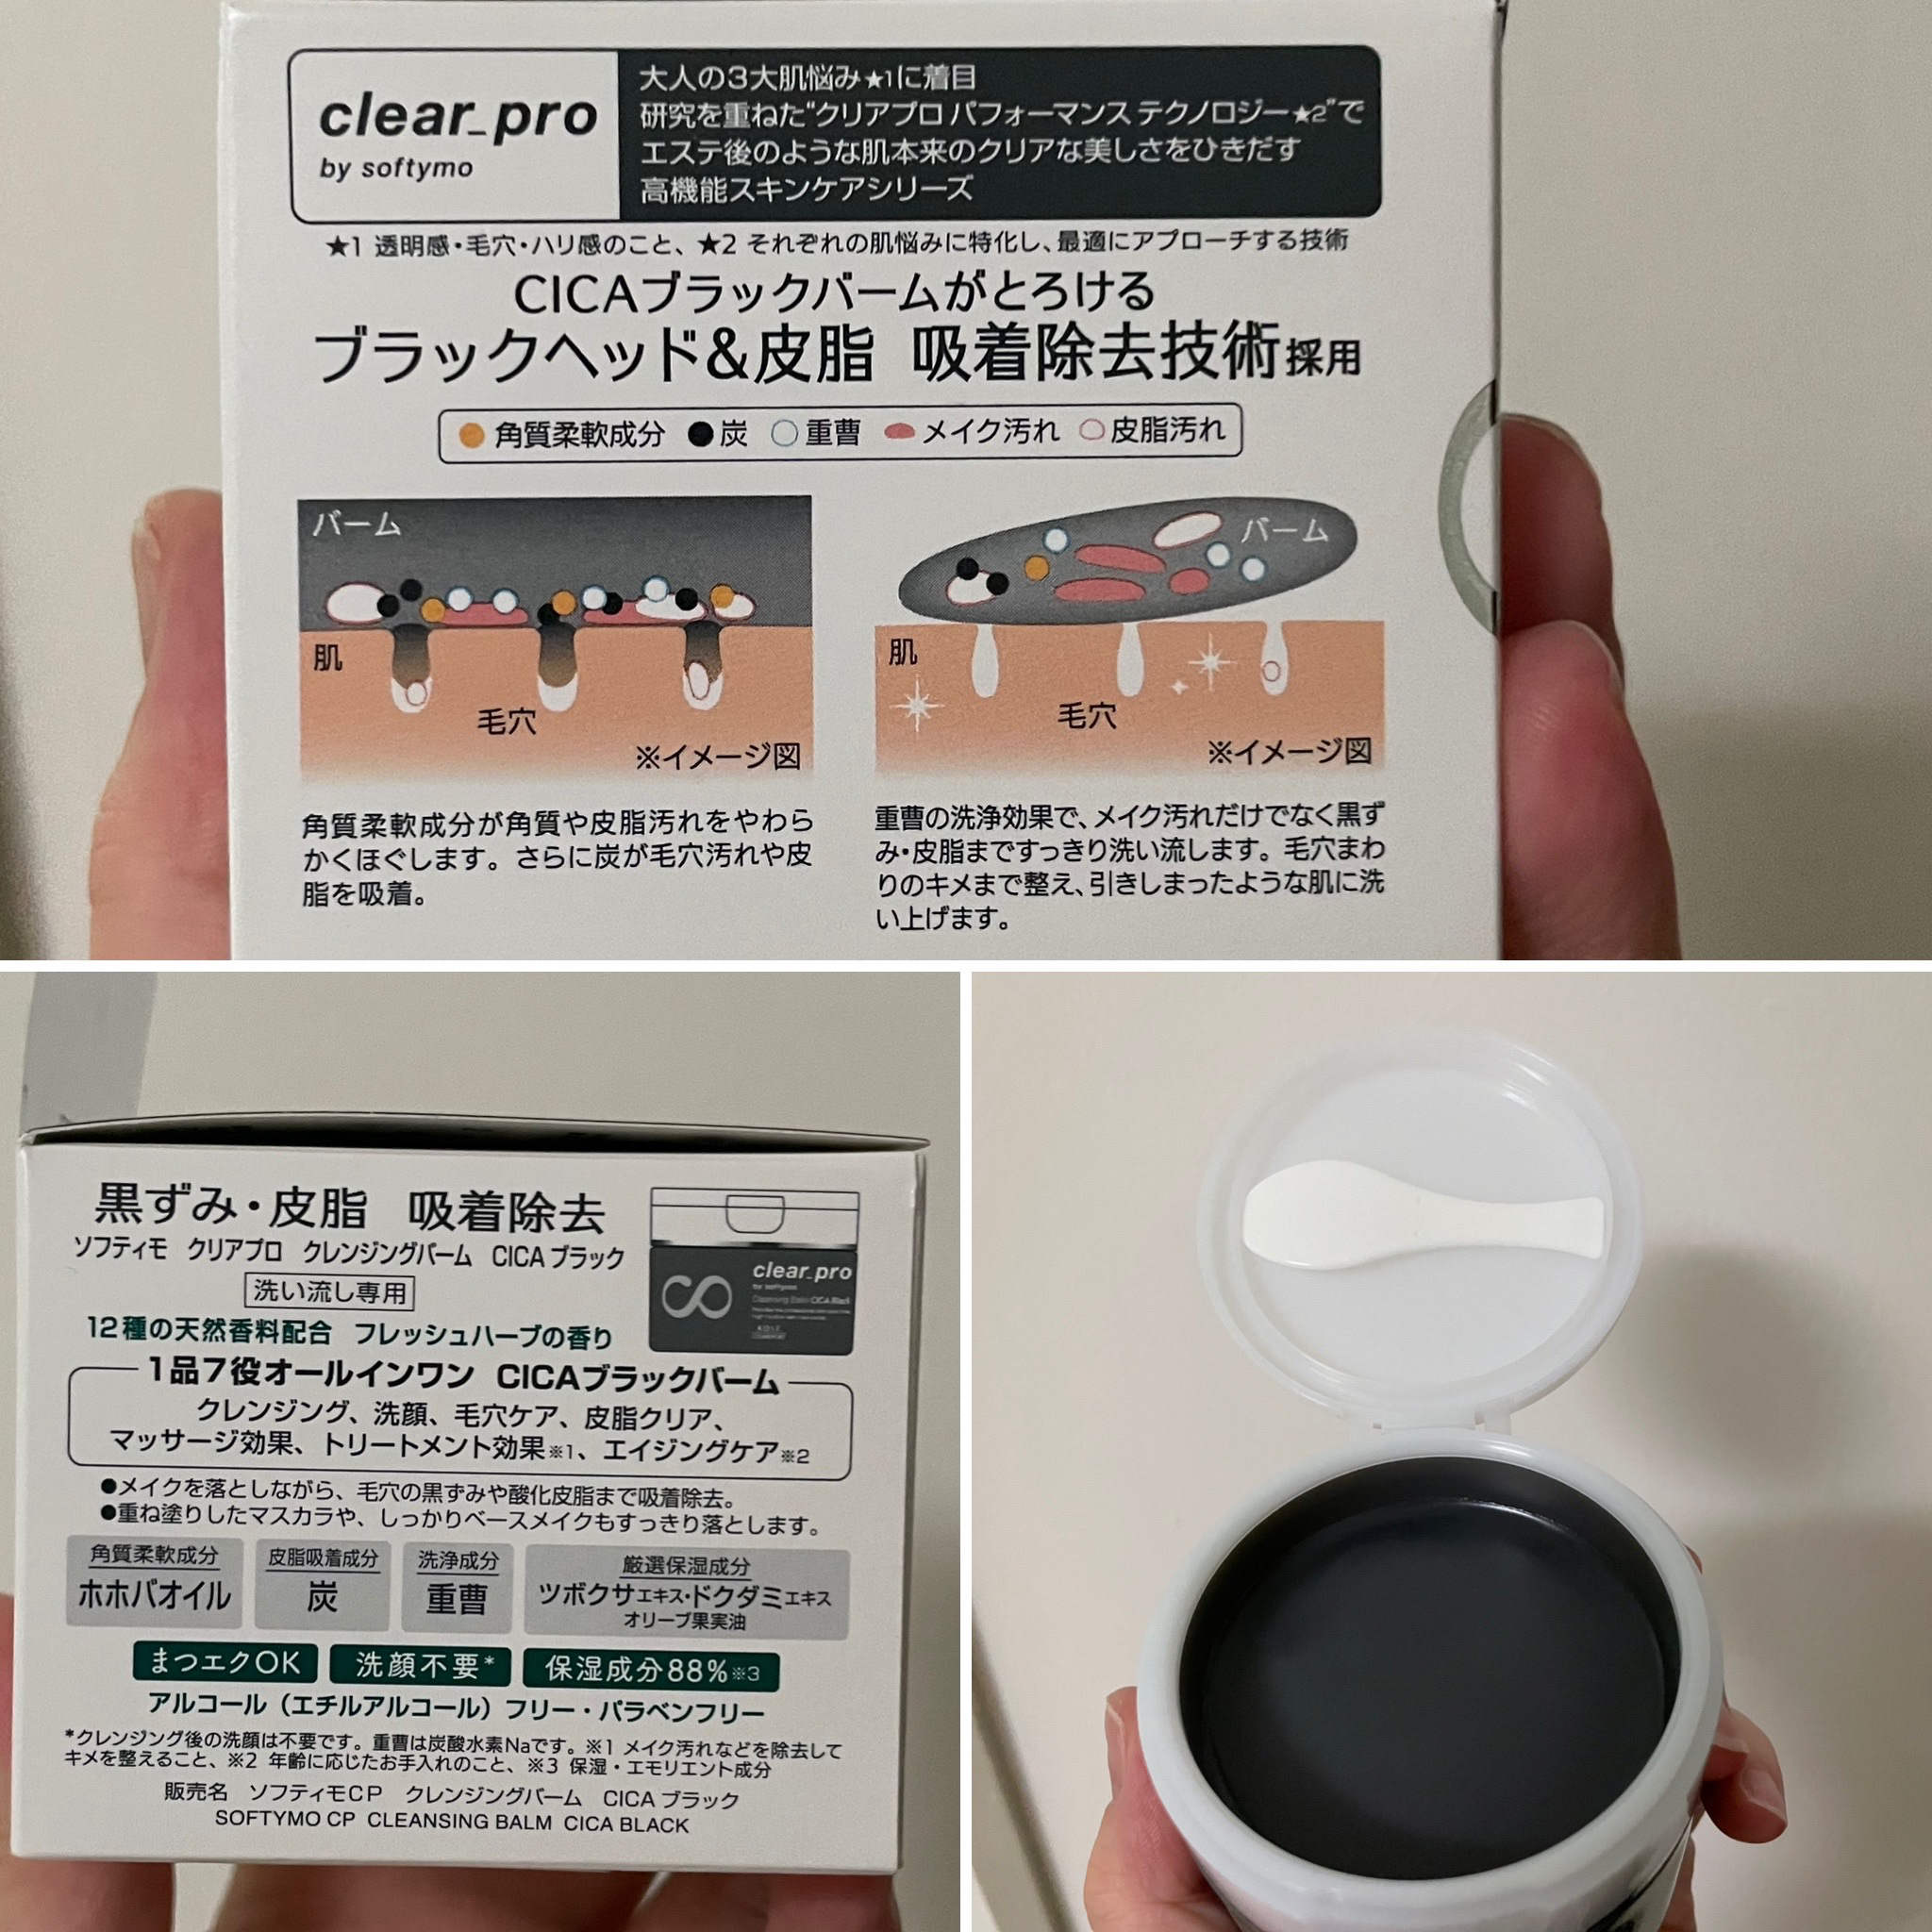 clear_pro
by softymo
大人の3大肌悩み★1に着目
研究を重ねた"クリアプロ パフォーマンス テクノロジー★2"で
エステ後のような肌本来のクリアな美しさをひきだす
高機能スキンケアシリーズ
★1 透明感・毛穴・ハリ感のこと、★2 それぞれの肌悩みに特化し、最適にアプローチする技術
CICAブラックバームがとろける
ブラックヘッド&皮脂 吸着除去技術採用
角質柔軟成分 炭 重曹 メイク汚れ 皮脂汚れ
バーム
肌
毛穴
※イメージ図
バーム
肌
毛穴
※イメージ図
角質柔軟成分が角質や皮脂汚れをやわら
かくほぐします。さらに炭が毛穴汚れや皮
脂を吸着。
重曹の洗浄効果で、メイク汚れだけでなく黒ず
み・皮脂まですっきり洗い流します。毛穴まわ
りのキメまで整え、引きしまったような肌に洗
い上げます。
黒ずみ・皮脂 吸着除去
ソフティモ クリアプロ クレンジングバーム CICA ブラック
洗い流し専用
12種の天然香料配合 フレッシュハーブの香り
clear_pro
by softymo
Cleansing Balm CICA Black
1品7役オールインワン CICAブラックバーム
クレンジング、洗顔、毛穴ケア、皮脂クリア、
マッサージ効果、トリートメント効果※1、エイジングケア※2
●メイクを落としながら、毛穴の黒ずみや酸化皮脂まで吸着除去。
●重ね塗りしたマスカラや、しっかりベースメイクもすっきり落とします。
角質柔軟成分
ホホバオイル
皮脂吸着成分
炭
洗浄成分
重曹
厳選保湿成分
ツボクサエキス・ドクダミエキス
オリーブ果実油
まつエクOK 洗顔不要* 保湿成分88%※3
アルコール(エチルアルコール)フリー・パラベンフリー
*クレンジング後の洗顔は不要です。重曹は炭酸水素Naです。※1 メイク汚れなどを除去して
キメを整えること、※2 年齢に応じたお手入れのこと、※3 保湿・エモリエント成分
販売名 ソフティモCP クレンジングバーム CICA ブラック
SOFTYMO CP CLEANSING BALM CICA BLACK